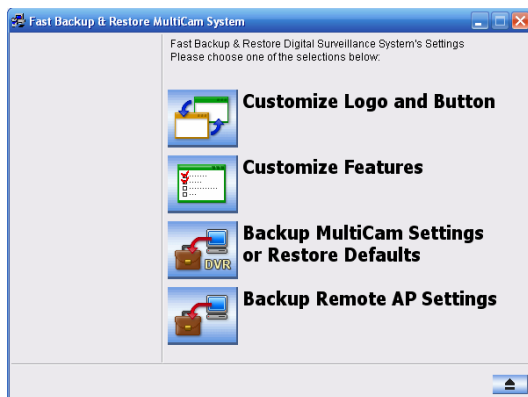 Fast Backup & Restore MultiCam System
Fast Backup & Restore Digital Surveillance System's Settings
Please choose one of the selections below:
Customize Logo and Button
Customize Features
Backup MultiCam Settings
or Restore Defaults
DVR
Backup Remote AP Settings